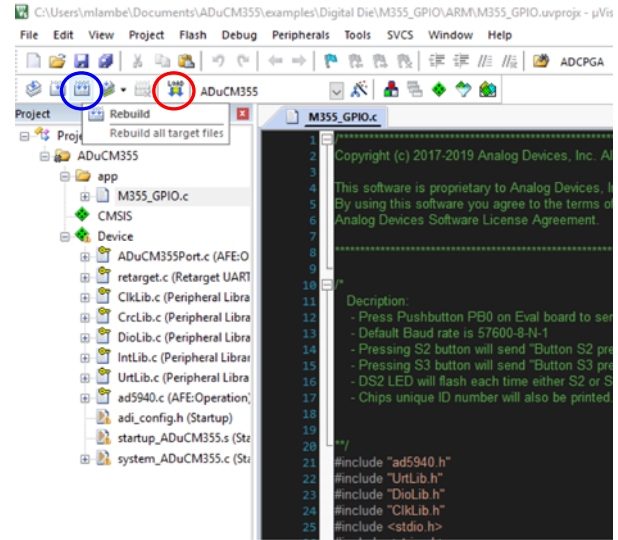 C:\Users\mlambe\Documents\ADuCM355\examples\Digital Die\M355_GPIO\ARM\M355_GPIO.uvprojx - µVis
File Edit View Project Flash Debug Peripherals Tools SVCS Window Help
ADCPGA
LOAD ADuCM355
Project
Rebuild
Rebuild all target files
M355_GPIO.c
Proje
ADuCM355
app
M355_GPIO.c
CMSIS
Device
ADuCM355Port.c (AFE:O
retarget.c (Retarget UART
ClkLib.c (Peripheral Libra
CrcLib.c (Peripheral Libra
DioLib.c (Peripheral Libra
IntLib.c (Peripheral Librar
UrtLib.c (Peripheral Libra
ad5940.c (AFE:Operation)
adi_config.h (Startup)
startup_ADuCM355.s (Sta
system_ADuCM355.c (Sta
1 /*****************************************************
2 Copyright (c) 2017-2019 Analog Devices, Inc. Al
3
4 This software is proprietary to Analog Devices, I
5 By using this software you agree to the terms of
6 Analog Devices Software License Agreement.
7
8 *****************************************************
9
10 /*
11 Decription:
12 - Press Pushbutton PB0 on Eval board to ser
13 - Default Baud rate is 57600-8-N-1
14 - Pressing S2 button will send "Button S2 pre
15 - Pressing S3 button will send "Button S3 pre
16 - DS2 LED will flash each time either S2 or S
17 - Chips unique ID number will also be printed.
18
19
20 **/
21 #include "ad5940.h"
22 #include "UrtLib.h"
23 #include "DioLib.h"
24 #include "ClkLib.h"
25 #include <stdio.h>